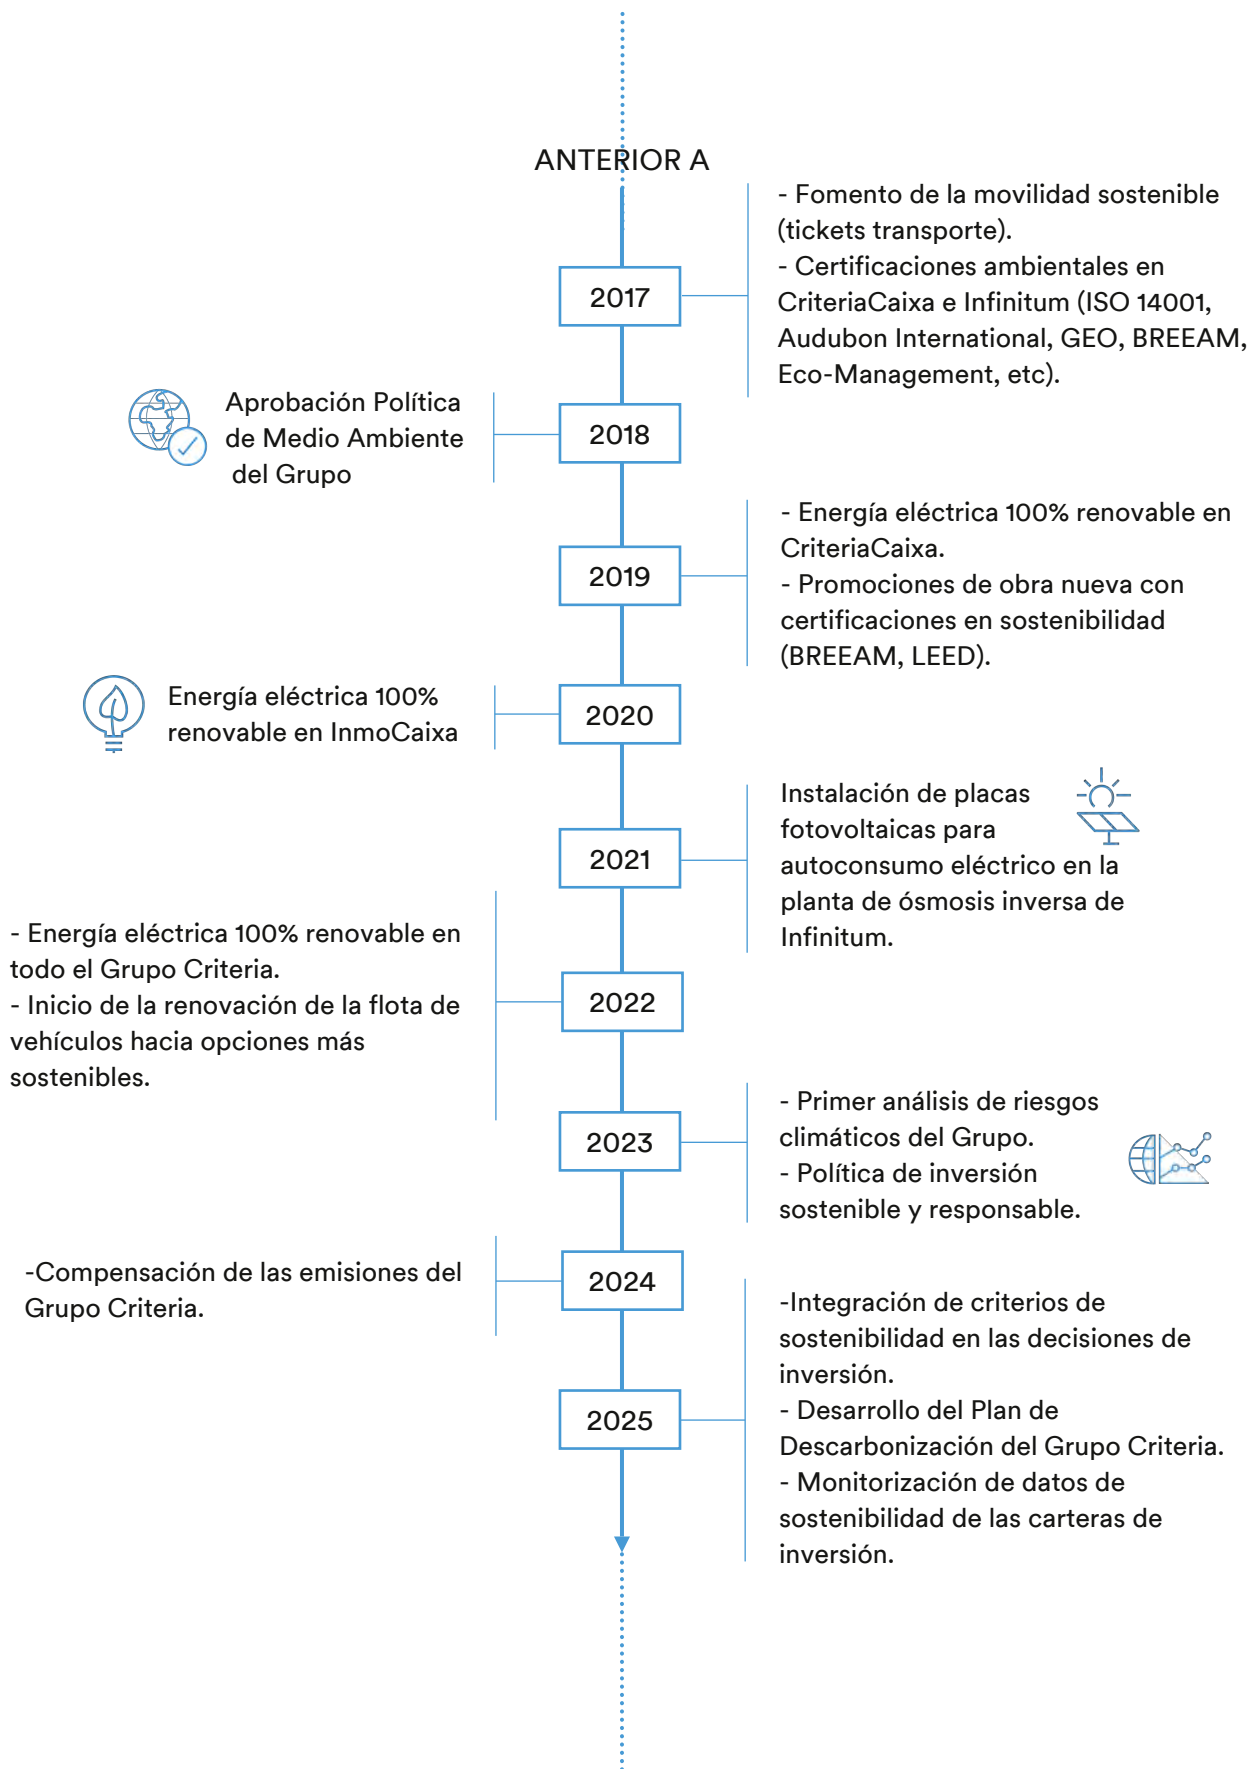 ANTERIOR A
2017
- Fomento de la movilidad sostenible
(tickets transporte).
- Certificaciones ambientales en
CriteriaCaixa e Infinitum (ISO 14001,
Audubon International, GEO, BREEAM,
Eco-Management, etc).
2018
Aprobación Política
de Medio Ambiente
del Grupo
2019
- Energía eléctrica 100% renovable en
CriteriaCaixa.
- Promociones de obra nueva con
certificaciones en sostenibilidad
(BREEAM, LEED).
2020
Energía eléctrica 100%
renovable en InmoCaixa
2021
Instalación de placas
fotovoltaicas para
autoconsumo eléctrico en la
planta de ósmosis inversa de
Infinitum.
2022
- Energía eléctrica 100% renovable en
todo el Grupo Criteria.
- Inicio de la renovación de la flota de
vehículos hacia opciones más
sostenibles.
2023
- Primer análisis de riesgos
climáticos del Grupo.
- Política de inversión
sostenible y responsable.
2024
-Compensación de las emisiones del
Grupo Criteria.
2025
-Integración de criterios de
sostenibilidad en las decisiones de
inversión.
- Desarrollo del Plan de
Descarbonización del Grupo Criteria.
- Monitorización de datos de
sostenibilidad de las carteras de
inversión.